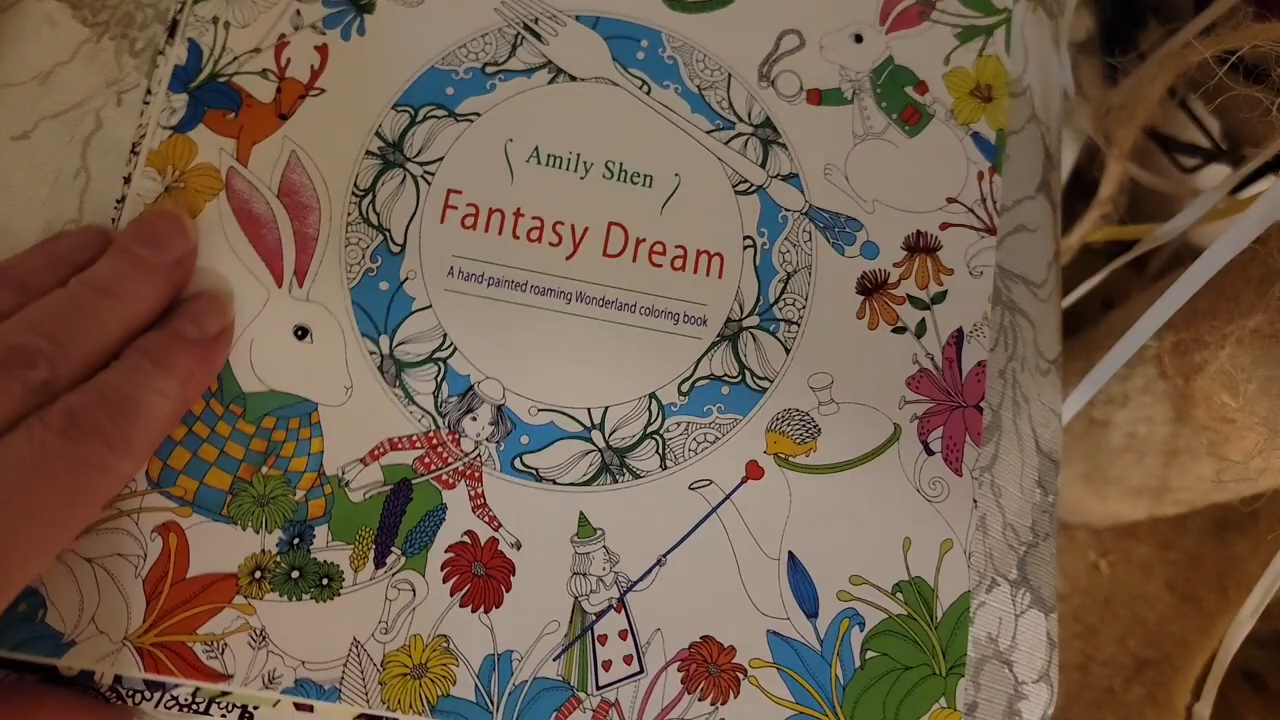 Amily Shen
Fantasy Dream
A hand-painted roaming Wonderland coloring book